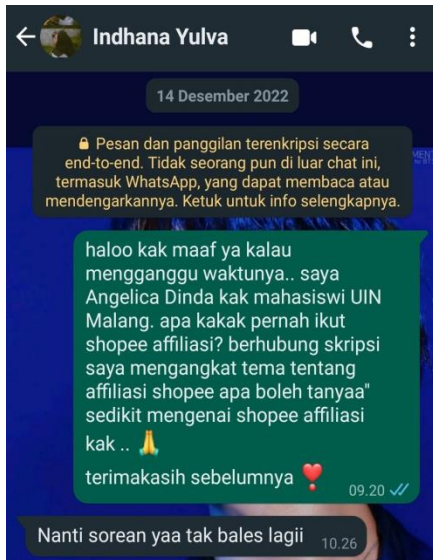 Indhana Yulva
14 Desember 2022
Pesan dan panggilan terenkripsi secara
end-to-end. Tidak seorang pun di luar chat ini,
termasuk WhatsApp, yang dapat membaca atau
mendengarkannya. Ketuk untuk info selengkapnya.
haloo kak maaf ya kalau
mengganggu waktunya.. saya
Angelica Dinda kak mahasiswi UIN
Malang. apa kakak pernah ikut
shopee affiliasi? berhubung skripsi
saya mengangkat tema tentang
affiliasi shopee apa boleh tanyaa"
sedikit mengenai shopee affiliasi
kak .. 🙏
terimakasih sebelumnya ❣️
09.20
Nanti sorean yaa tak bales lagii 10.26